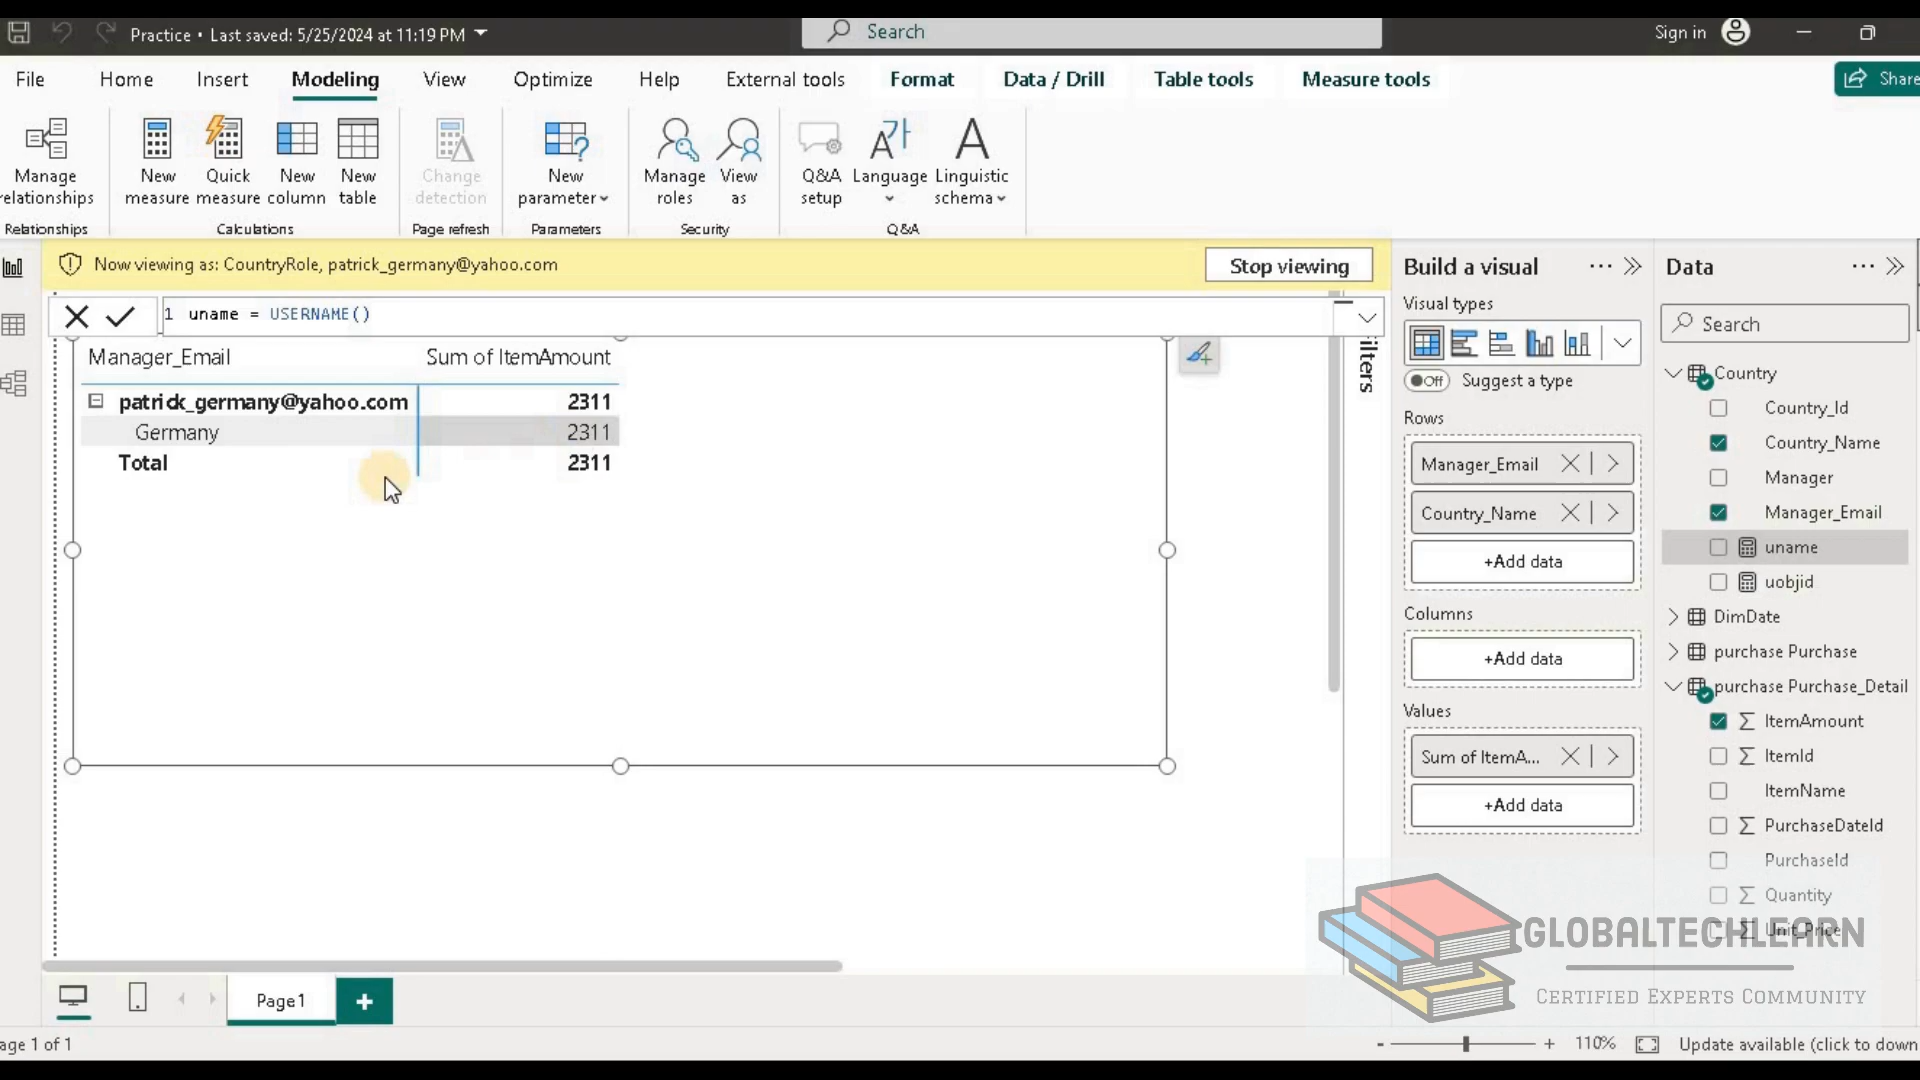 Practice • Last saved: 5/25/2024 at 11:19 PM
Search
Sign in
File Home Insert Modeling View Optimize Help External tools Format Data / Drill Table tools Measure tools
Share
Manage relationships
New measure
Quick measure
New column
New table
Change detection
New parameter
Manage roles
View as
Q&A setup
Language
Linguistic schema
Relationships Calculations Page refresh Parameters Security Q&A
Now viewing as: CountryRole, patrick_germany@yahoo.com
Stop viewing
1 uname = USERNAME()
Manager_Email Sum of ItemAmount
patrick_germany@yahoo.com 2311
Germany 2311
Total 2311
ilters
Build a visual
Visual types
Off Suggest a type
Rows
Manager_Email
Country_Name
+Add data
Columns
+Add data
Values
Sum of ItemA...
+Add data
Data
Search
Country
Country_Id
Country_Name
Manager
Manager_Email
uname
uobjid
DimDate
purchase Purchase
purchase Purchase_Detail
ItemAmount
ItemId
ItemName
PurchaseDateId
PurchaseId
Quantity
Unit_Price
GLOBALTECHLEARN
CERTIFIED EXPERTS COMMUNITY
Page1
age 1 of 1
- + 110%
Update available (click to down